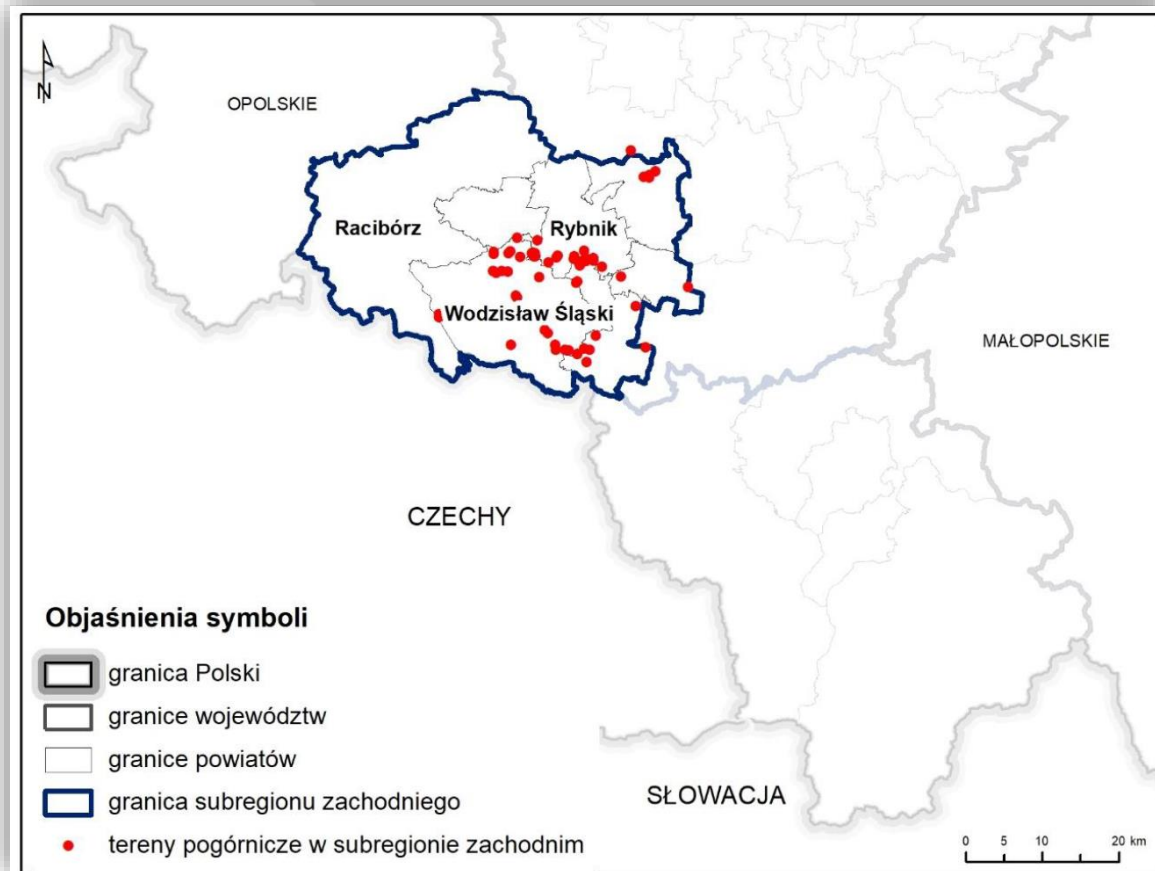 N
OPOLSKIE
Racibórz
Rybnik
Wodzisław Śląski
MAŁOPOLSKIE
CZECHY
SŁOWACJA
Objaśnienia symboli
granica Polski
granice województw
granice powiatów
granica subregionu zachodniego
tereny pogórnicze w subregionie zachodnim
0 5 10 20 km